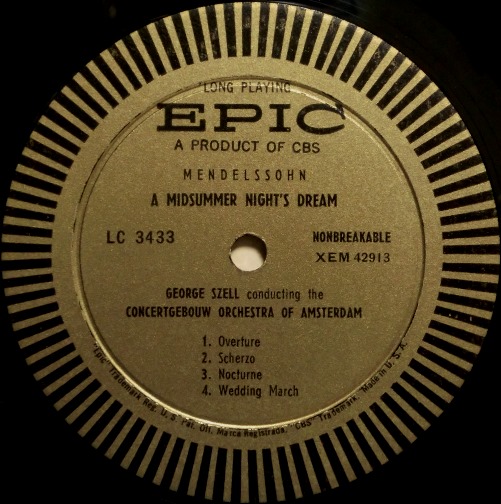 LONG PLAYING
EPIC
A PRODUCT OF CBS
MENDELSSOHN
A MIDSUMMER NIGHT'S DREAM
LC 3433
NONBREAKABLE
XEM 42913
GEORGE SZELL conducting the
CONCERTGEBOUW ORCHESTRA OF AMSTERDAM
1. Overture
2. Scherzo
3. Nocturne
4. Wedding March
"Epic" Trademark Reg. U.S. Pat. Off. Marca Registrada. "CBS" Trademark. Made in U.S.A.